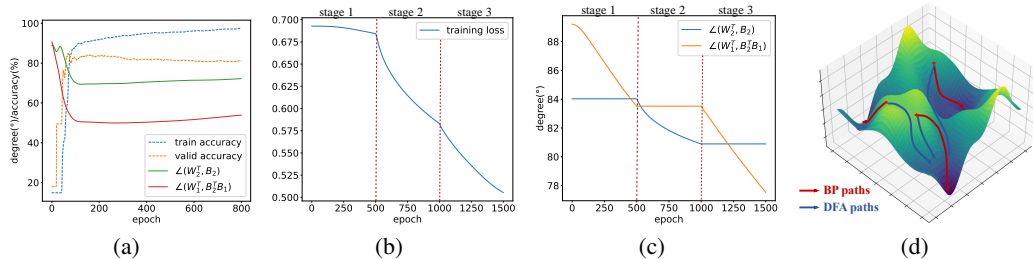 degree(°)/accuracy(%)
100
80
60
40
20
train accuracy
valid accuracy
∠(W₂ᵀ, B₂)
∠(W₁ᵀ, B₂ᵀB₁)
0 200 400 600 800
epoch
(a)
stage 1 stage 2 stage 3
0.700
0.675
0.650
0.625
0.600
0.575
0.550
0.525
0.500
training loss
0 250 500 750 1000 1250 1500
epoch
(b)
stage 1 stage 2 stage 3
degree(°)
88
86
84
82
80
78
∠(W₂ᵀ, B₂)
∠(W₁ᵀ, B₂ᵀB₁)
0 250 500 750 1000 1250 1500
epoch
(c)
BP paths
DFA paths
(d)